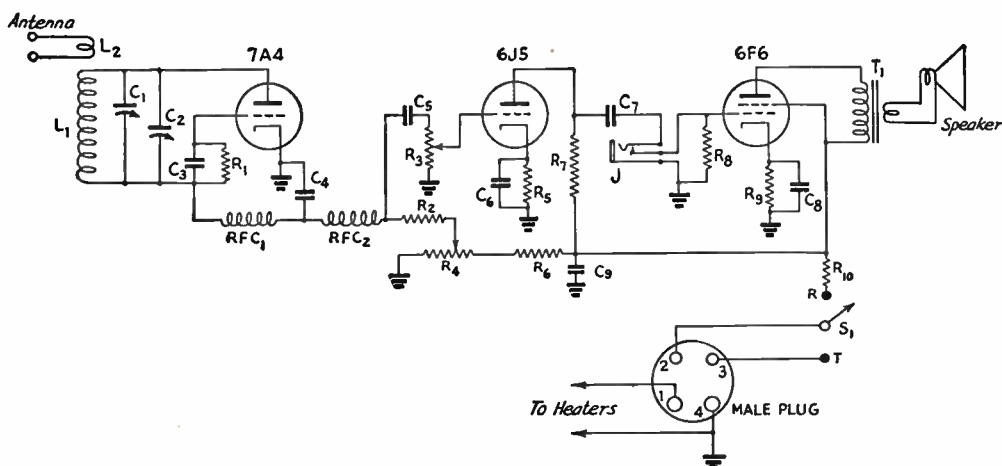 Antenna
L2
7A4
6J5
6F6
T1
Speaker
L1
C1
C2
C3
R1
C4
C5
R3
C6
R5
R7
C7
J
R8
R9
C8
RFC1
RFC2
R2
R4
R6
C9
R10
R
S1
T
2
3
1
4
To Heaters
MALE PLUG